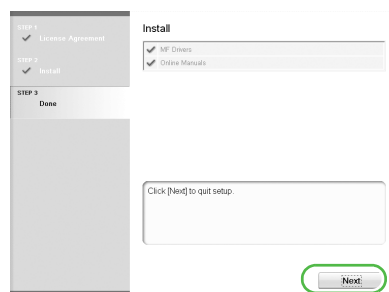 STEP 1
License Agreement
STEP 2
Install
STEP 3
Done
Install
MF Drivers
Online Manuals
Click [Next] to quit setup.
Next